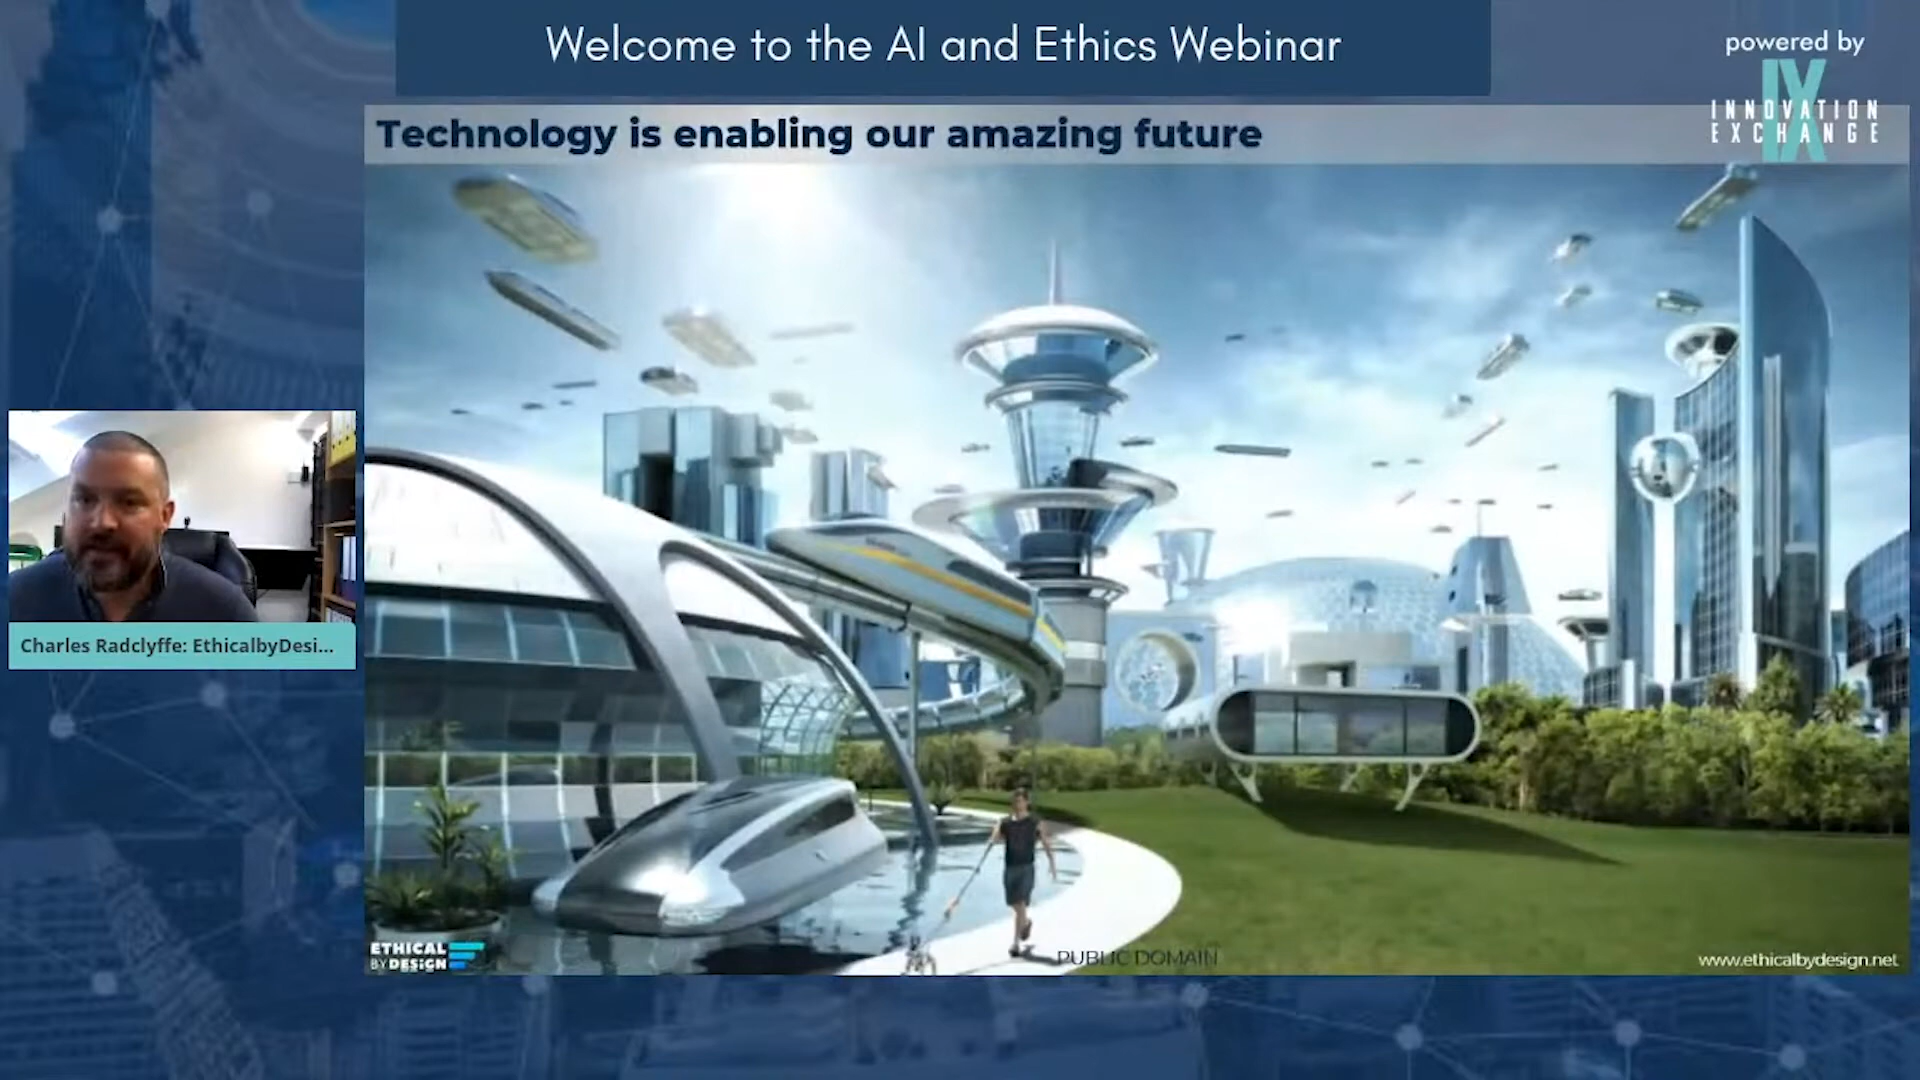 Welcome to the AI and Ethics Webinar
powered by
IX
INNOVATION
EXCHANGE
Technology is enabling our amazing future
Charles Radclyffe: EthicalbyDesi...
ETHICAL
BY DESIGN
PUBLIC DOMAIN
www.ethicalbydesign.net